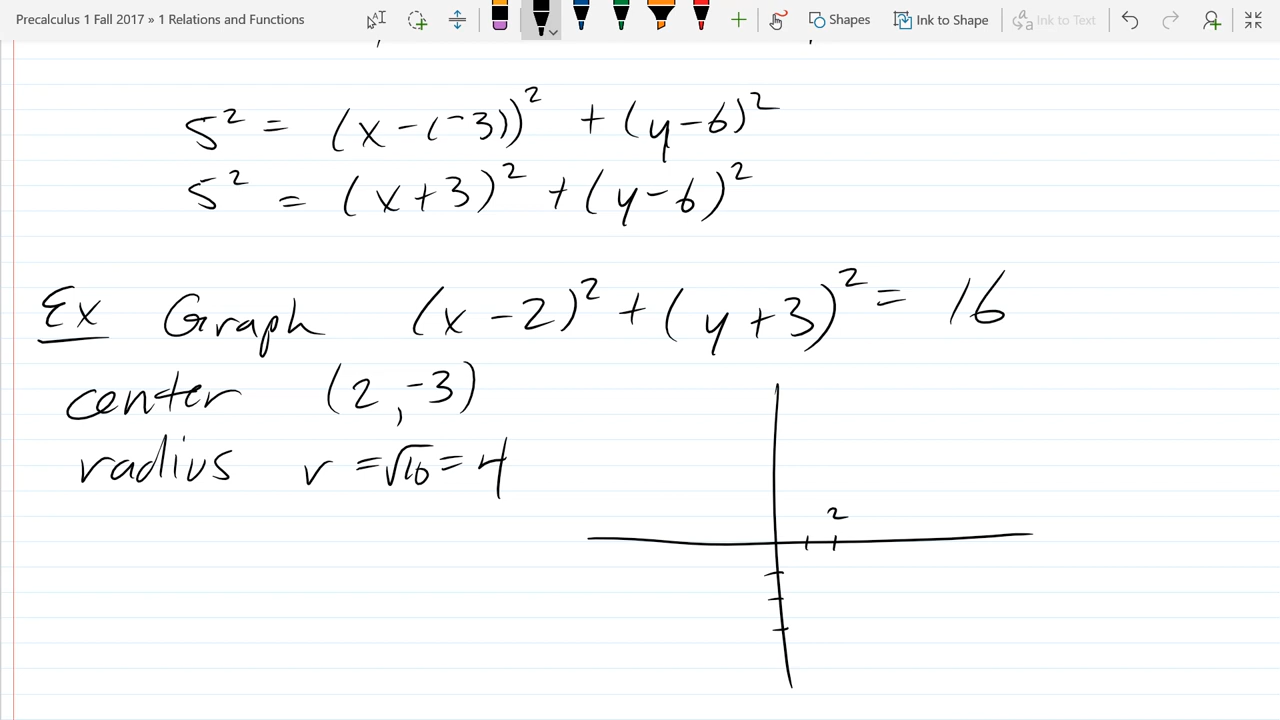 Precalculus 1 Fall 2017 » 1 Relations and Functions Shapes Ink to Shape Ink to Text
5² = (x-(-3))² + (y-6)²
5² = (x+3)² + (y-6)²
Ex Graph (x-2)² + (y+3)² = 16
center (2,-3)
radius r = √16 = 4
2